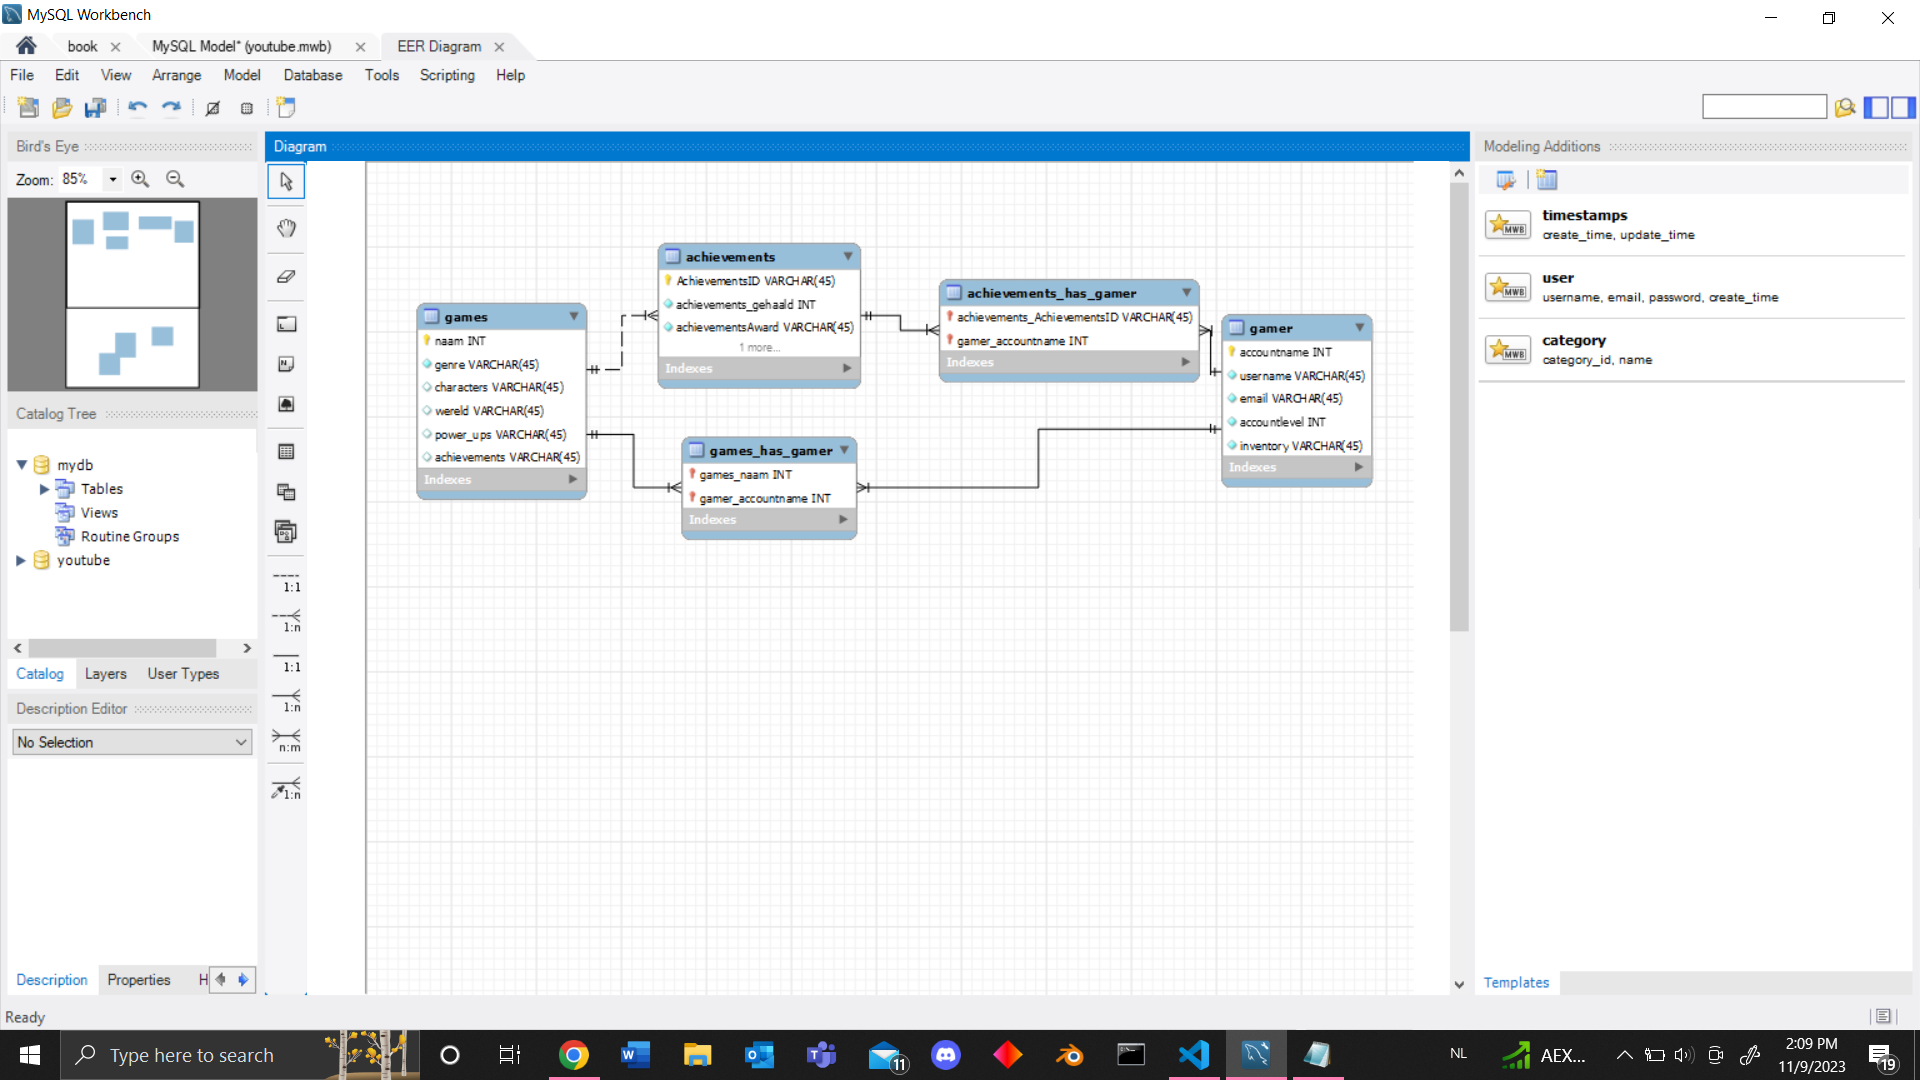 MySQL Workbench
book
MySQL Model* (youtube.mwb)
EER Diagram
File Edit View Arrange Model Database Tools Scripting Help
Bird's Eye
Zoom: 85%
Catalog Tree
mydb
Tables
Views
Routine Groups
youtube
Catalog Layers User Types
Description Editor
No Selection
Description Properties H
Ready
Diagram
1:1
1:n
1:1
1:n
n:m
1:n
games
naam INT
genre VARCHAR(45)
characters VARCHAR(45)
wereld VARCHAR(45)
power_ups VARCHAR(45)
achievements VARCHAR(45)
Indexes
achievements
AchievementsID VARCHAR(45)
achievements_gehaald INT
achievementsAward VARCHAR(45)
1 more...
Indexes
games_has_gamer
games_naam INT
gamer_accountname INT
Indexes
achievements_has_gamer
achievements_AchievementsID VARCHAR(45)
gamer_accountname INT
Indexes
gamer
accountname INT
username VARCHAR(45)
email VARCHAR(45)
accountlevel INT
inventory VARCHAR(45)
Indexes
Modeling Additions
MWB
timestamps
create_time, update_time
MWB
user
username, email, password, create_time
MWB
category
category_id, name
Templates
Type here to search
11
NL
AEX...
2:09 PM
11/9/2023
19